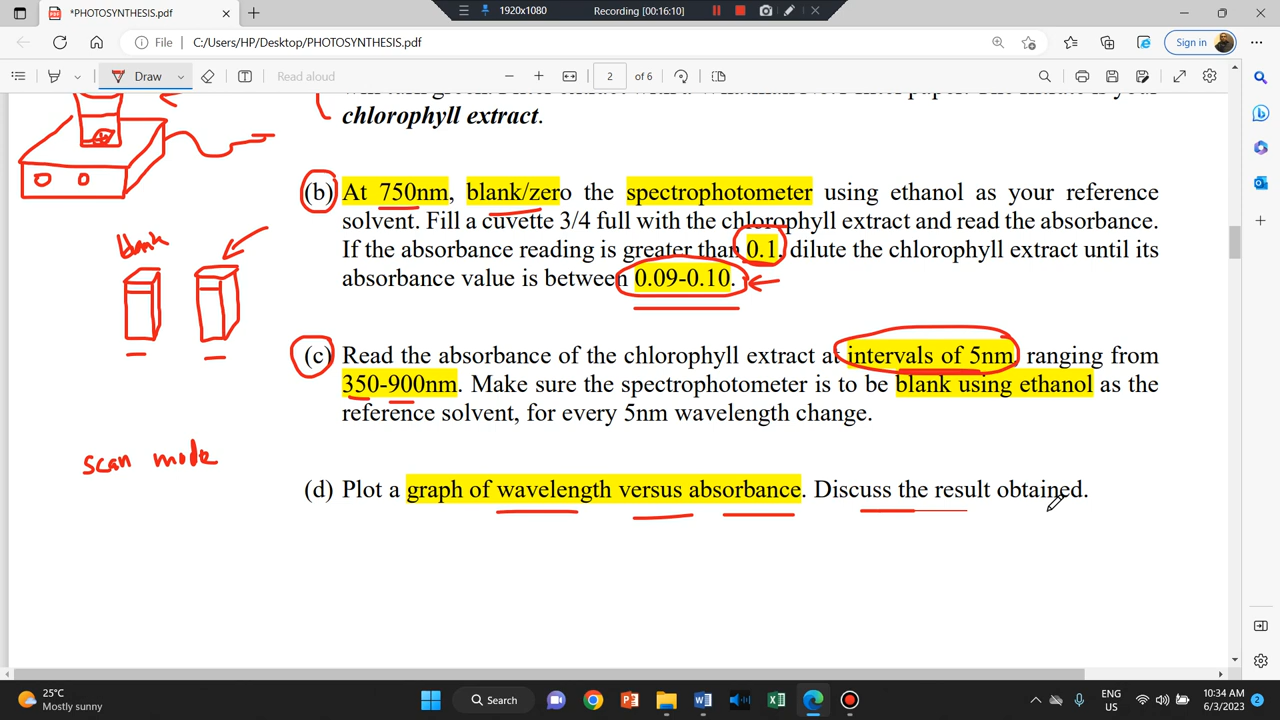 *PHOTOSYNTHESIS.pdf
1920x1080
Recording [00:16:10]
File
C:/Users/HP/Desktop/PHOTOSYNTHESIS.pdf
Sign in
Draw
Read aloud
2
of 6
chlorophyll extract.
(b) At 750nm, blank/zero the spectrophotometer using ethanol as your reference
solvent. Fill a cuvette 3/4 full with the chlorophyll extract and read the absorbance.
If the absorbance reading is greater than 0.1, dilute the chlorophyll extract until its
absorbance value is between 0.09-0.10.
blank
(c) Read the absorbance of the chlorophyll extract at intervals of 5nm, ranging from
350-900nm. Make sure the spectrophotometer is to be blank using ethanol as the
reference solvent, for every 5nm wavelength change.
scan mode
(d) Plot a graph of wavelength versus absorbance. Discuss the result obtained.
25°C
Mostly sunny
Search
ENG
US
10:34 AM
6/3/2023
2